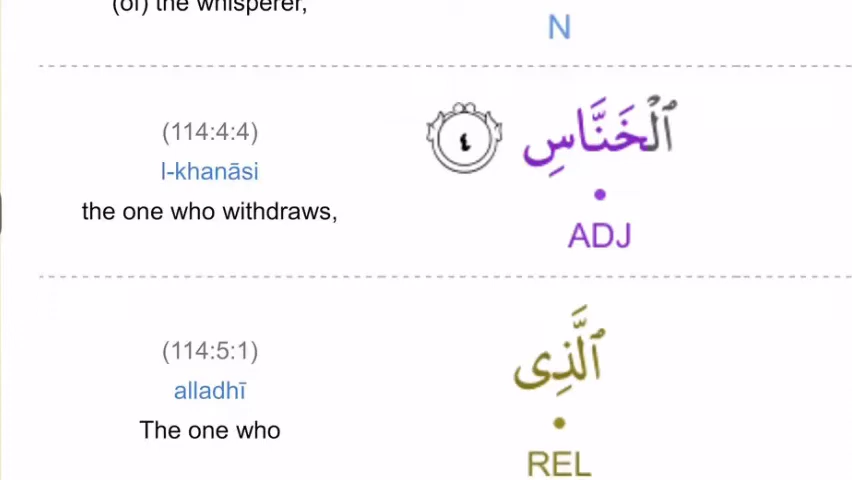 (of) the whisperer,
N
(114:4:4)
l-khanāsi
the one who withdraws,
ٱلْخَنَّاسِ ٤
ADJ
(114:5:1)
alladhī
The one who
ٱلَّذِى
REL